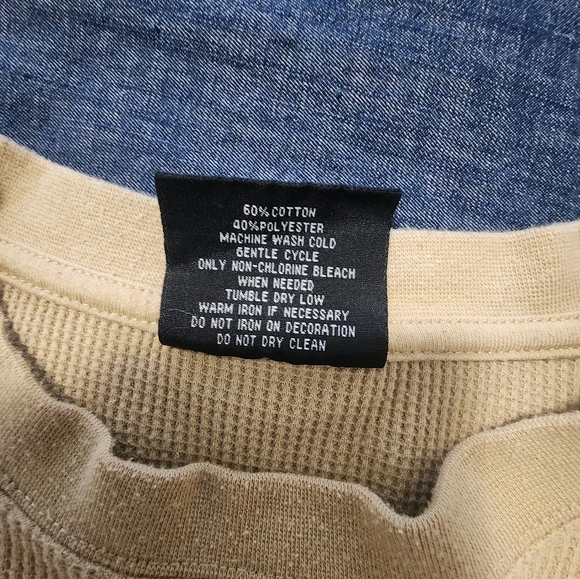 60% COTTON
40%POLYESTER
MACHINE WASH COLD
GENTLE CYCLE
ONLY NON-CHLORINE BLEACH
WHEN NEEDED
TUMBLE DRY LOW
WARM IRON IF NECESSARY
DO NOT IRON ON DECORATION
DO NOT DRY CLEAN